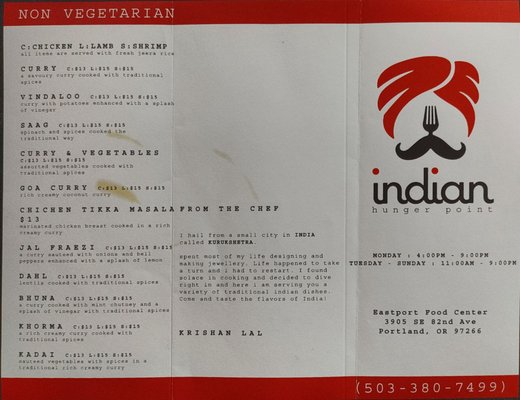 NON VEGETARIAN
C:CHICKEN L:LAMB S:SHRIMP
all items are served with fresh jeera rice
CURRY C:$13 L:$15 S:$15
a savoury curry cooked with traditional
spices
VINDALOO C:$13 L:$15 S:$15
curry with potatoes enhanced with a splash
of vinegar
SAAG C:$13 L:$15 S:$15
spinach and spices cooked the
traditional way
CURRY & VEGETABLES
C:$13 L:$15 S:$15
assorted vegetables cooked with
traditional spices
GOA CURRY C:$13 L:$15 S:$15
rich creamy coconut curry
CHICHEN TIKKA MASALA
$13
marinated chicken breast cooked in a rich
creamy curry
JAL FRAEZI C:$13 L:$15 S:$15
a curry sauteed with onions and bell
peppers enhanced with a splash of lemon
DAHL C:$13 L:$15 S:$15
lentils cooked with traditional spices
BHUNA C:$13 L:$15 S:$15
a curry cooked with mint chutney and a
splash of vinegar with traditional spices
KHORMA C:$13 L:$15 S:$15
a rich creamy curry cooked with
traditional spices
KADAI C:$13 L:$15 S:$15
sauteed vegetables with spices in a
traditional rich creamy curry
FROM THE CHEF
I hail from a small city in INDIA
called KURUKSHETRA.
spent most of my life designing and
making jewellery. Life happened to take
a turn and i had to restart. I found
solace in cooking and decided to dive
right in and here i am serving you a
variety of traditional indian dishes
Come and taste the flavors of India!
KRISHAN LAL
indian
hunger point
MONDAY : 4:00PM - 9:00PM
TUESDAY - SUNDAY : 11:00AM - 9:00PM
Eastport Food Center
3905 SE 82nd Ave
Portland, OR 97266
(503-380-7499)